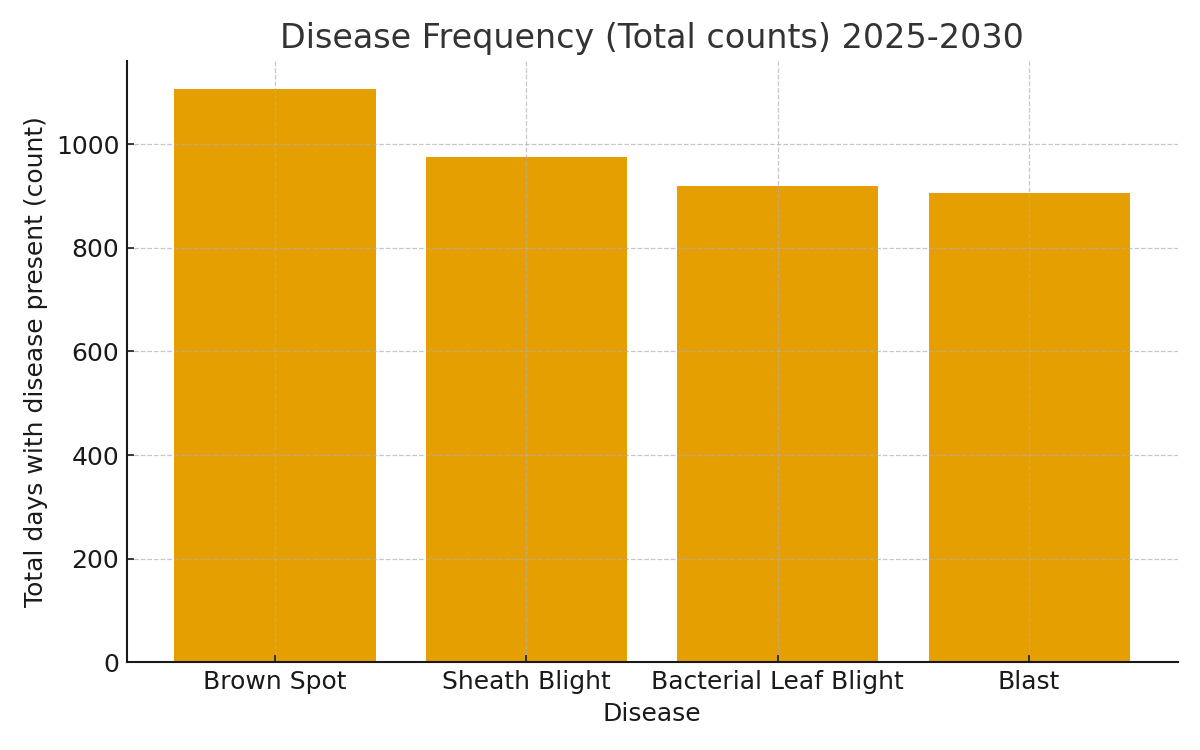 Disease Frequency (Total counts) 2025-2030
Total days with disease present (count)
1000
800
600
400
200
0
Brown Spot
Sheath Blight
Bacterial Leaf Blight
Blast
Disease